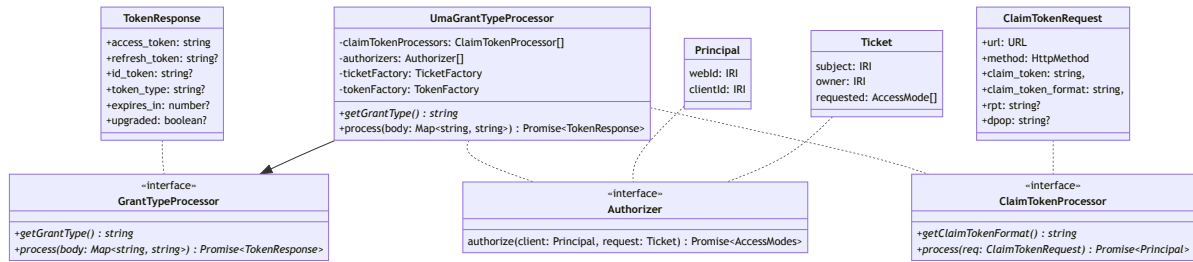 TokenResponse
+access_token: string
+refresh_token: string?
+id_token: string?
+token_type: string?
+expires_in: number?
+upgraded: boolean?
UmaGrantTypeProcessor
-claimTokenProcessors: ClaimTokenProcessor[]
-authorizers: Authorizer[]
-ticketFactory: TicketFactory
-tokenFactory: TokenFactory
+getGrantType() : string
+process(body: Map<string, string>) : Promise<TokenResponse>
Principal
webId: IRI
clientId: IRI
Ticket
subject: IRI
owner: IRI
requested: AccessMode[]
ClaimTokenRequest
+url: URL
+method: HttpMethod
+claim_token: string,
+claim_token_format: string,
+rpt: string?
+dpop: string?
«interface»
GrantTypeProcessor
+getGrantType() : string
+process(body: Map<string, string>) : Promise<TokenResponse>
«interface»
Authorizer
authorize(client: Principal, request: Ticket) : Promise<AccessModes>
«interface»
ClaimTokenProcessor
+getClaimTokenFormat() : string
+process(req: ClaimTokenRequest) : Promise<Principal>